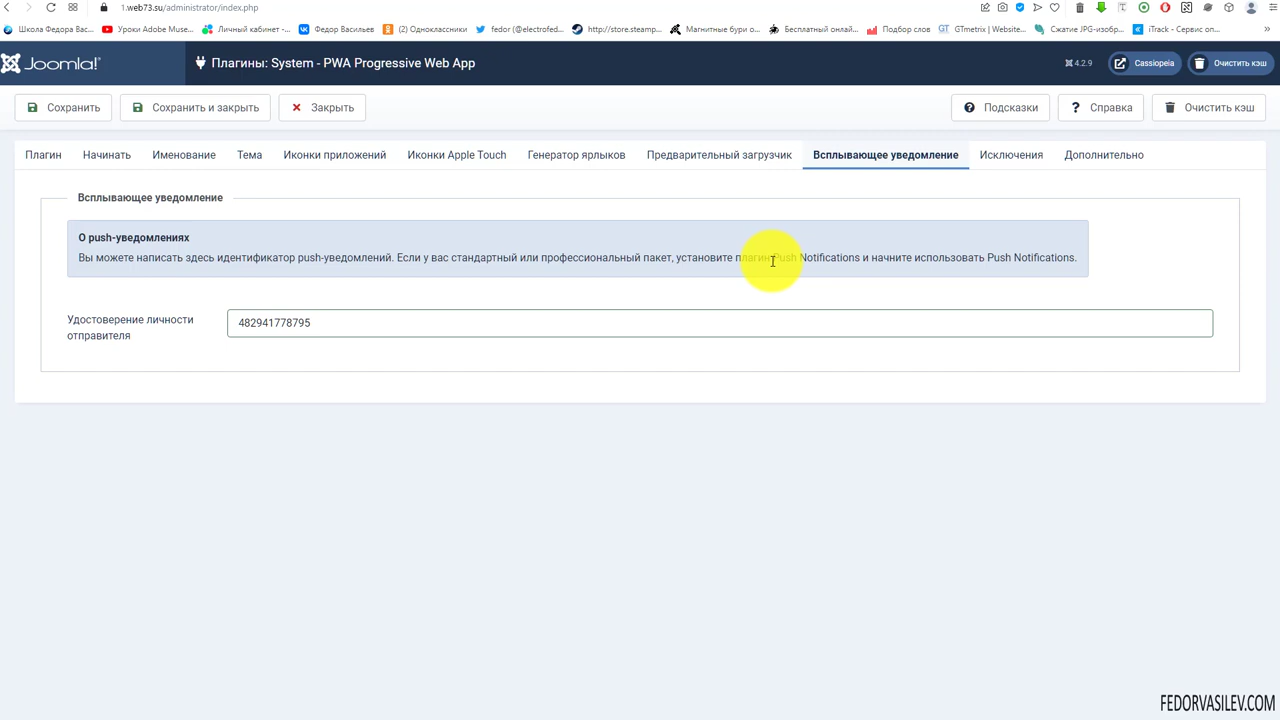 1.web73.su/administrator/index.php
Школа Федора Вас...
Уроки Adobe Muse...
Личный кабинет -...
Федор Васильев
(2) Одноклассники
fedor (@electrofed...
http://store.steamp...
Магнитные бури о...
Бесплатный онлай...
Подбор слов
GT GTmetrix | Website...
Сжатие JPG-изобр...
iTrack - Сервис оп...
Joomla!
Плагины: System - PWA Progressive Web App
4.2.9
Cassiopeia
Очистить кэш
Сохранить
Сохранить и закрыть
Закрыть
Подсказки
? Справка
Очистить кэш
Плагин
Начинать
Именование
Тема
Иконки приложений
Иконки Apple Touch
Генератор ярлыков
Предварительный загрузчик
Всплывающее уведомление
Исключения
Дополнительно
Всплывающее уведомление
О push-уведомлениях
Вы можете написать здесь идентификатор push-уведомлений. Если у вас стандартный или профессиональный пакет, установите плагин Push Notifications и начните использовать Push Notifications.
Удостоверение личности
отправителя
482941778795
FEDORVASILEV.COM